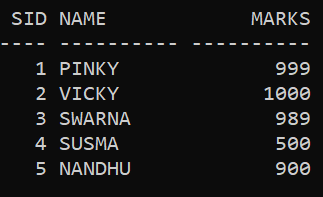 SID NAME MARKS
---- ---------- ----------
1 PINKY 999
2 VICKY 1000
3 SWARNA 989
4 SUSMA 500
5 NANDHU 900